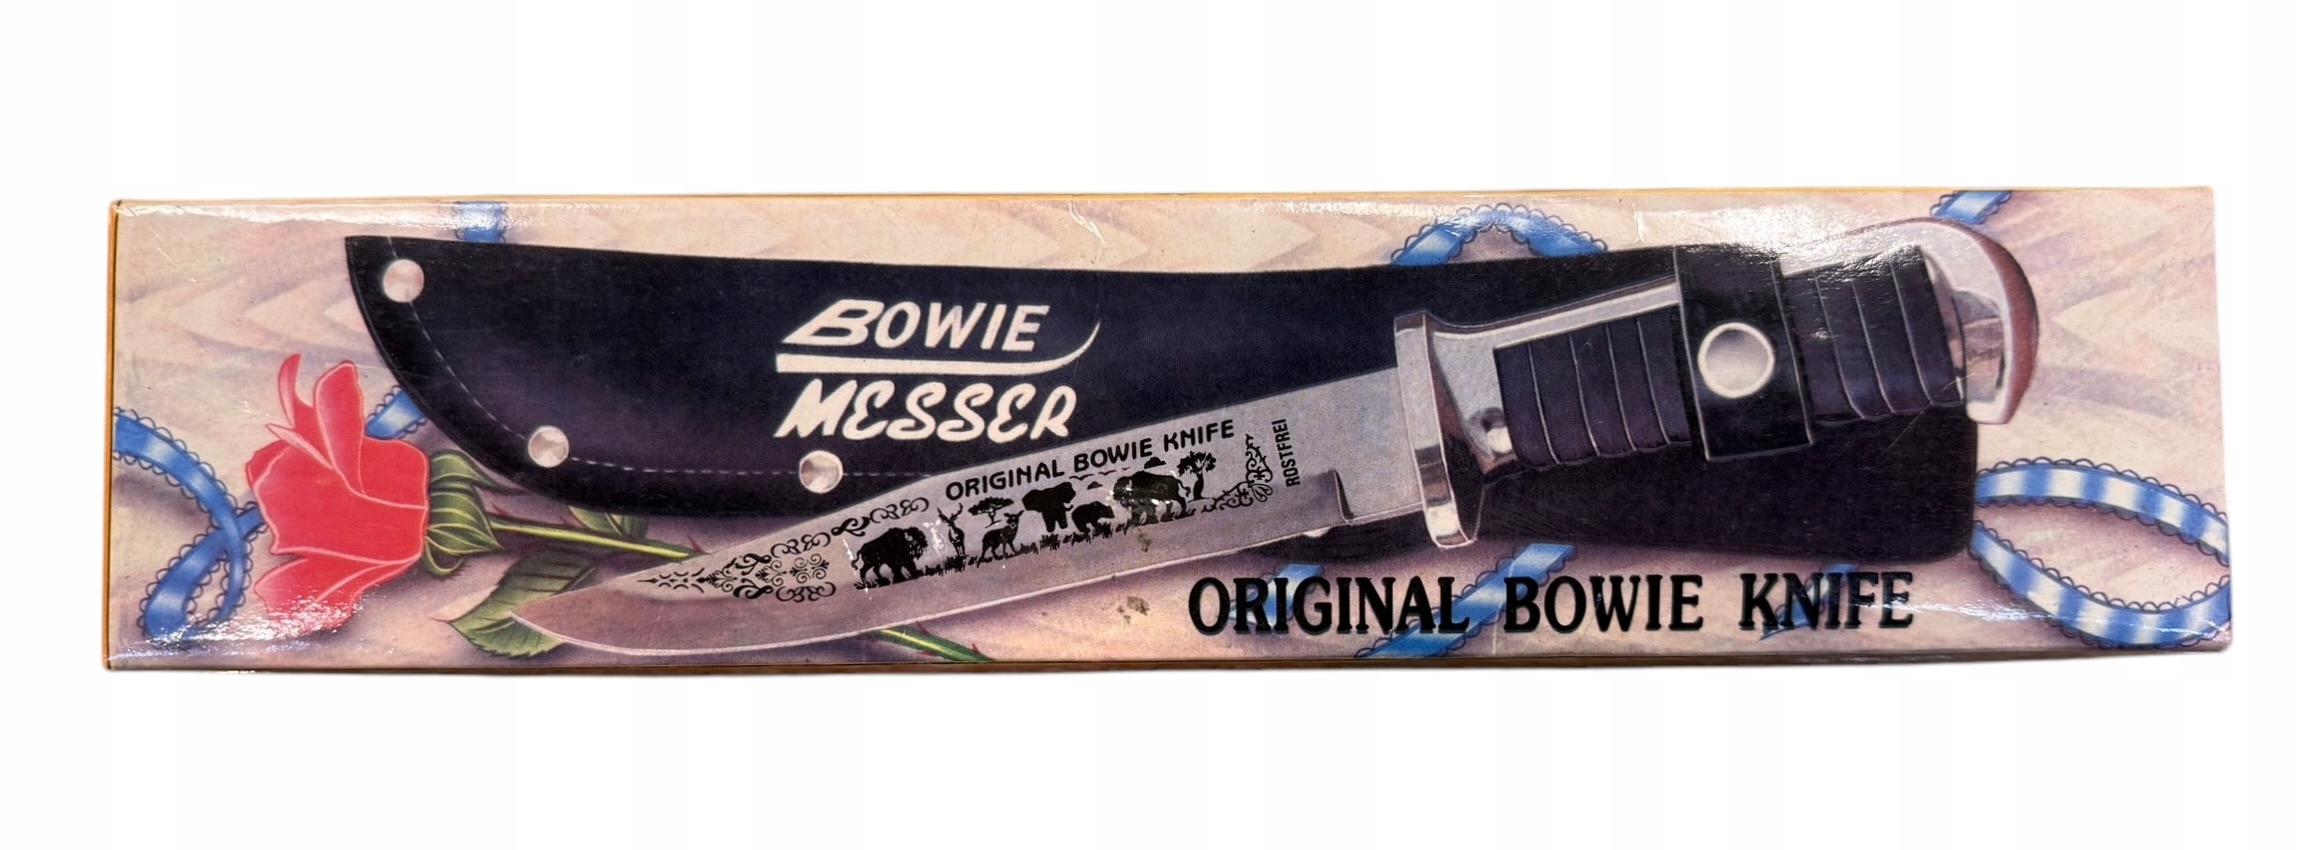 BOWIE
MESSER
ORIGINAL BOWIE KNIFE
ROSTFREI
ORIGINAL BOWIE KNIFE